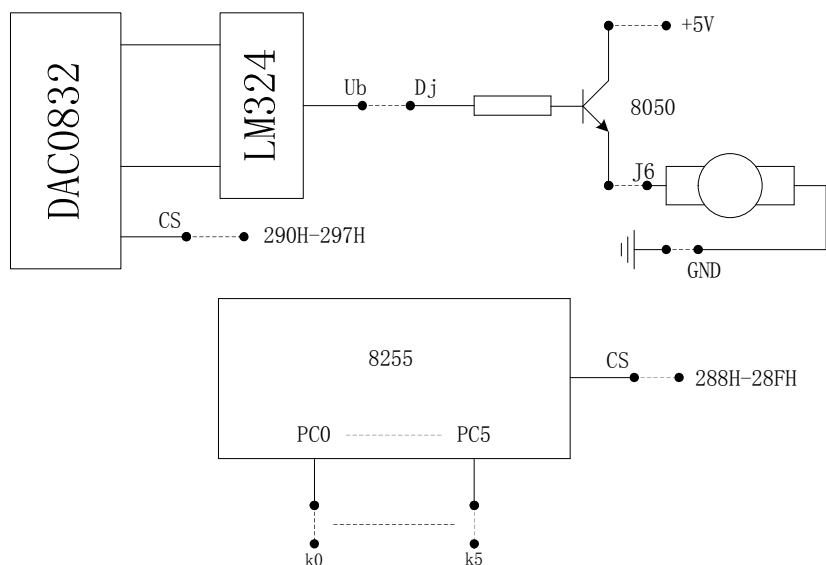 +5V
DAC0832
LM324
Ub
Dj
8050
J6
CS
290H-297H
GND
8255
CS
288H-28FH
PC0
PC5
k0
k5